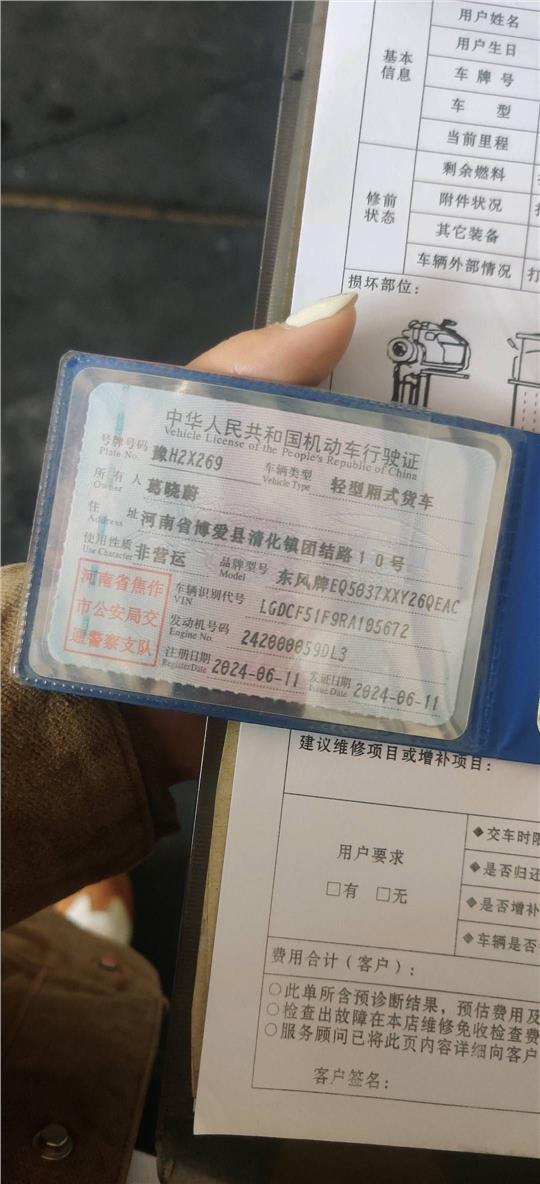 用户姓名
基本
信息
用户生日
车牌号
车 型
当前里程
修前
状态
剩余燃料
附件状况
其它装备
车辆外部情况
打
损坏部位：
中华人民共和国机动车行驶证
Vehicle License of the People's Republic of China
号牌号码 豫H2X269 车辆类型 轻型厢式货车
Plate No. Vehicle Type
所有人 葛晓蔚
Owner
住 址 河南省博爱县清化镇团结路10号
Address
使用性质 非营运 品牌型号 东风牌EQ5037XXY26QEAC
Use Character Model
河南省焦作
市公安局交
通警察支队
车辆识别代号 LGDCF51F9RA105672
VIN
发动机号码 242000059DL3
Engine No.
注册日期 2024-06-11 发证日期 2024-06-11
Register Date Issue Date
建议维修项目或增补项目：
用户要求
□有 □无
◆交车时限
◆是否归还
◆是否增补
◆车辆是否
费用合计（客户）：
○此单所含预诊断结果，预估费用及
○检查出故障在本店维修免收检查费
○服务顾问已将此页内容详细向客户
客户签名：